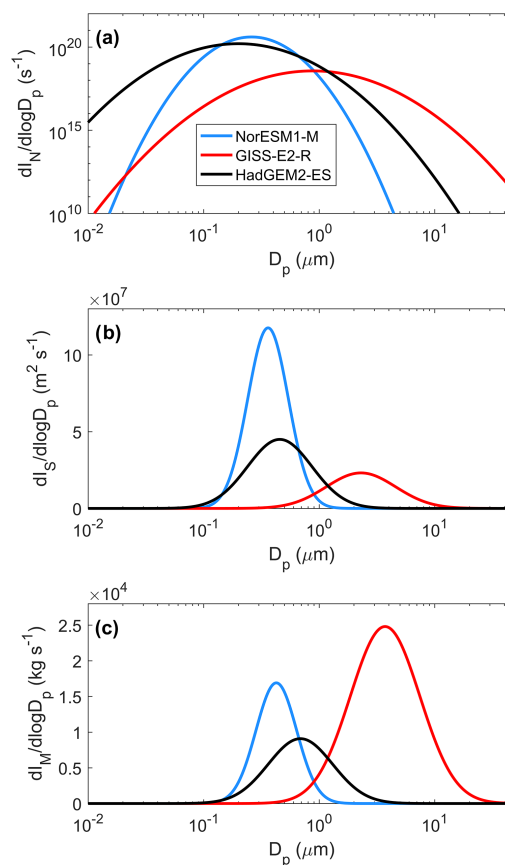 (a)
dI_N/dlogD_p (s^-1)
10^20
10^15
10^10
NorESM1-M
GISS-E2-R
HadGEM2-ES
10^-2 10^-1 10^0 10^1
D_p (μm)
×10^7
(b)
dI_S/dlogD_p (m^2 s^-1)
10
5
0
10^-2 10^-1 10^0 10^1
D_p (μm)
×10^4
(c)
dI_M/dlogD_p (kg s^-1)
2.5
2
1.5
1
0.5
0
10^-2 10^-1 10^0 10^1
D_p (μm)